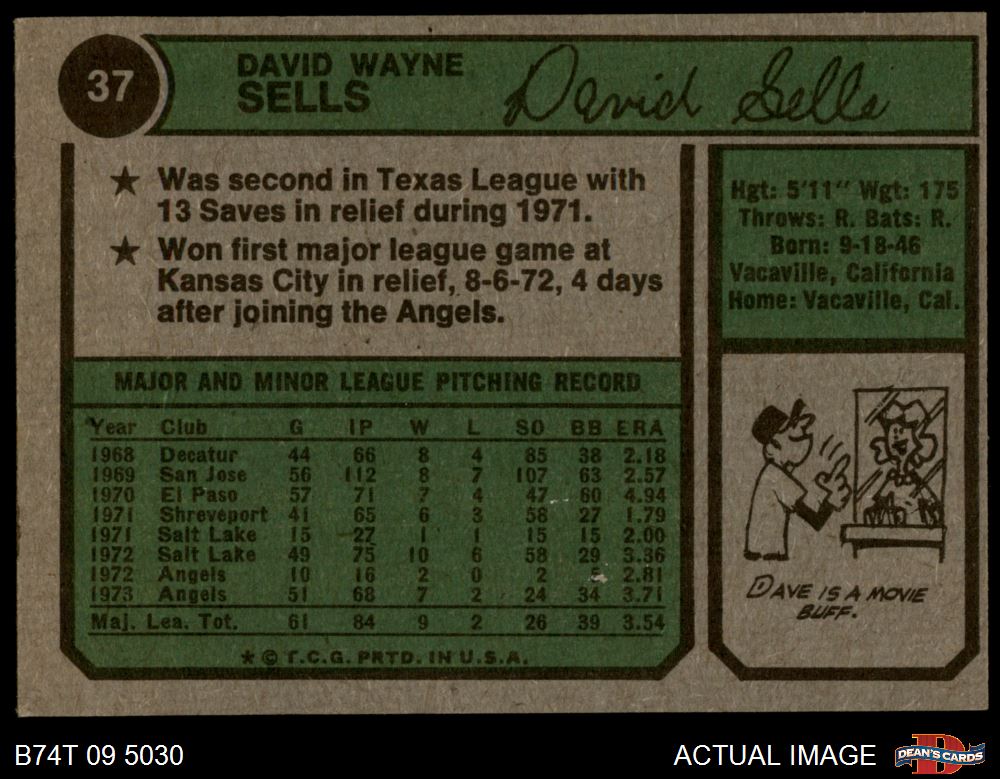 37
DAVID WAYNE
SELLS
David Sells
★ Was second in Texas League with
13 Saves in relief during 1971.
★ Won first major league game at
Kansas City in relief, 8-6-72, 4 days
after joining the Angels.
Hgt: 5'11" Wgt: 175
Throws: R. Bats: R.
Born: 9-18-46
Vacaville, California
Home: Vacaville, Cal.
MAJOR AND MINOR LEAGUE PITCHING RECORD
Year Club G IP W L SO BB ERA
1968 Decatur 44 66 8 4 85 38 2.18
1969 San Jose 56 112 8 7 107 63 2.57
1970 El Paso 57 71 7 4 47 60 4.94
1971 Shreveport 41 65 6 3 58 27 1.79
1971 Salt Lake 15 27 1 1 15 15 2.00
1972 Salt Lake 49 75 10 6 58 29 3.36
1972 Angels 10 16 2 0 2 5 2.81
1973 Angels 51 68 7 2 24 34 3.71
Maj. Lea. Tot. 61 84 9 2 26 39 3.54
★ © T.C.G. PRTD. IN U.S.A.
DAVE IS A MOVIE
BUFF.
B74T 09 5030
ACTUAL IMAGE
DEAN'S CARDS